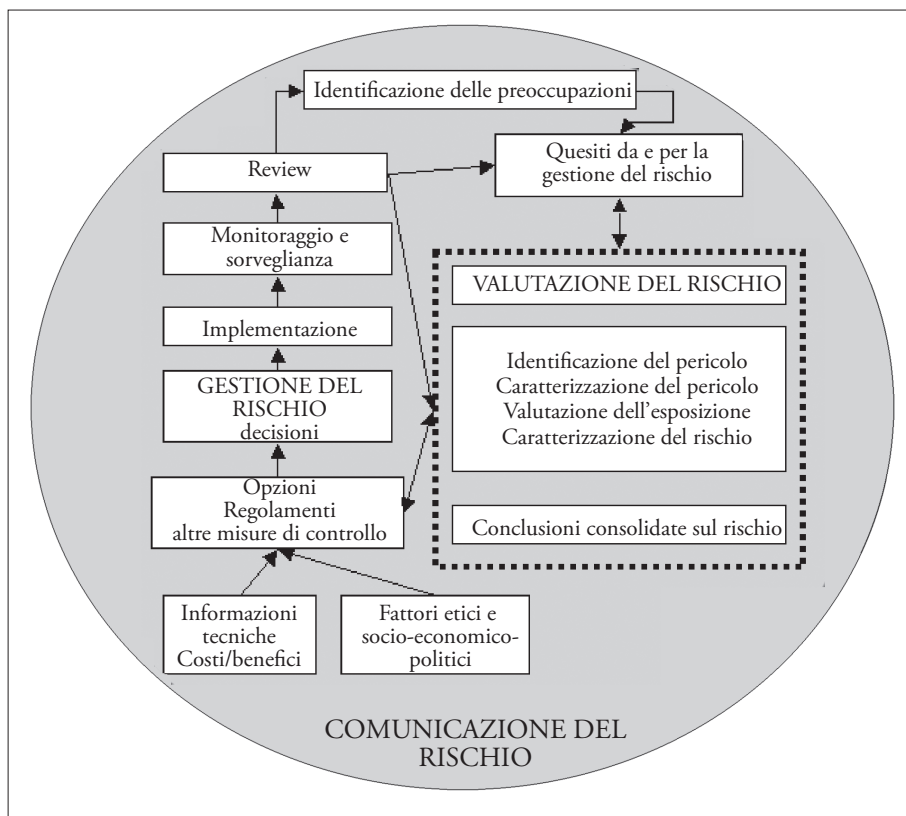 Identificazione delle preoccupazioni
Quesiti da e per la
gestione del rischio
Review
Monitoraggio e
sorveglianza
VALUTAZIONE DEL RISCHIO
Implementazione
Identificazione del pericolo
Caratterizzazione del pericolo
Valutazione dell'esposizione
Caratterizzazione del rischio
GESTIONE DEL
RISCHIO
decisioni
Opzioni
Regolamenti
altre misure di controllo
Conclusioni consolidate sul rischio
Informazioni
tecniche
Costi/benefici
Fattori etici e
socio-economico-
politici
COMUNICAZIONE DEL
RISCHIO